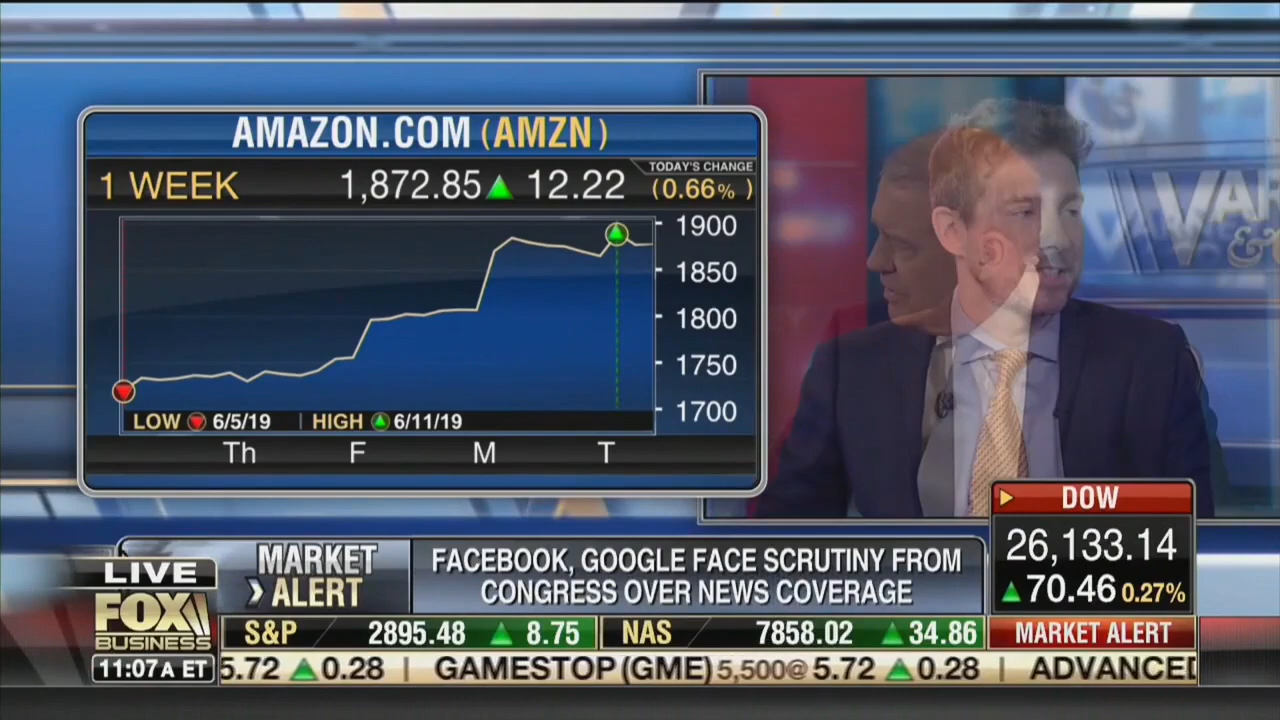 AMAZON.COM (AMZN)
1 WEEK 1,872.85 12.22 TODAY'S CHANGE (0.66%)
1900
1850
1800
1750
1700
LOW 6/5/19 | HIGH 6/11/19
Th F M T
VAR
&
DOW
26,133.14
70.46 0.27%
MARKET ALERT
MARKET ALERT
FACEBOOK, GOOGLE FACE SCRUTINY FROM
CONGRESS OVER NEWS COVERAGE
LIVE
FOX
BUSINESS
11:07A ET
S&P 2895.48 8.75 NAS 7858.02 34.86
5.72 0.28 | GAMESTOP (GME) 5,500@ 5.72 0.28 | ADVANCED